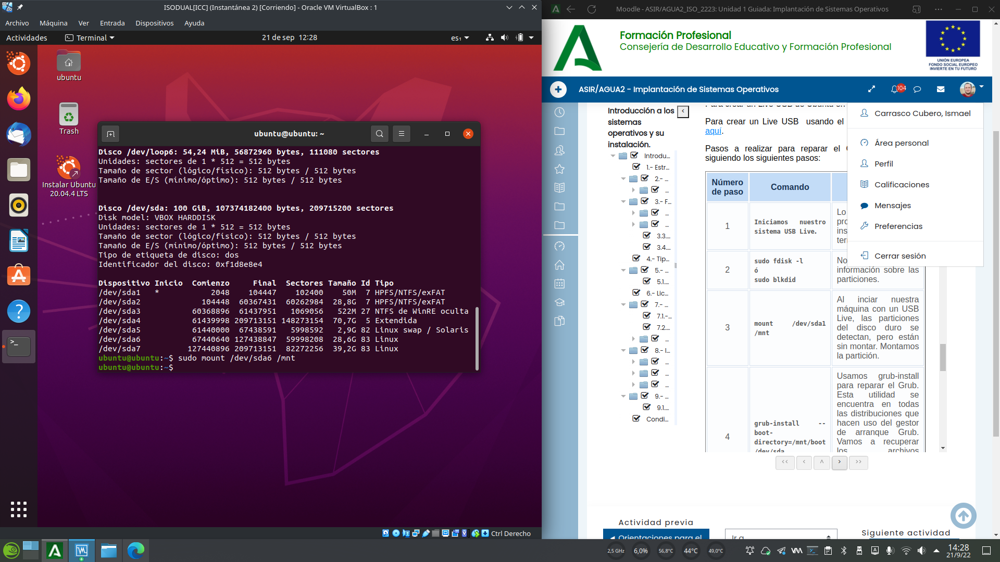 ISODUAL[ICC] (Instantánea 2) [Corriendo] - Oracle VM VirtualBox : 1
Archivo Máquina Ver Entrada Dispositivos Ayuda
Actividades Terminal 21 de sep 12:28 es₁
ubuntu
Trash
Instalar Ubuntu
20.04.4 LTS
ubuntu@ubuntu: ~
Disco /dev/loop6: 54,24 MiB, 56872960 bytes, 111080 sectores
Unidades: sectores de 1 * 512 = 512 bytes
Tamaño de sector (lógico/físico): 512 bytes / 512 bytes
Tamaño de E/S (mínimo/óptimo): 512 bytes / 512 bytes
Disco /dev/sda: 100 GiB, 107374182400 bytes, 209715200 sectores
Disk model: VBOX HARDDISK
Unidades: sectores de 1 * 512 = 512 bytes
Tamaño de sector (lógico/físico): 512 bytes / 512 bytes
Tamaño de E/S (mínimo/óptimo): 512 bytes / 512 bytes
Tipo de etiqueta de disco: dos
Identificador del disco: 0xf1d8e8e4
Dispositivo Inicio Comienzo Final Sectores Tamaño Id Tipo
/dev/sda1 * 2048 104447 102400 50M 7 HPFS/NTFS/exFAT
/dev/sda2 104448 60367431 60262984 28,8G 7 HPFS/NTFS/exFAT
/dev/sda3 60368896 61437951 1069056 522M 27 NTFS de WinRE oculta
/dev/sda4 61439998 209713151 148273154 70,7G 5 Extendida
/dev/sda5 61440000 67438591 5998592 2,9G 82 Linux swap / Solaris
/dev/sda6 67440640 127438847 59998208 28,6G 83 Linux
/dev/sda7 127440896 209713151 82272256 39,2G 83 Linux
ubuntu@ubuntu:~$ sudo mount /dev/sda6 /mnt
ubuntu@ubuntu:~$
Ctrl Derecho
Moodle - ASIR/AGUA2_ISO_2223: Unidad 1 Guiada: Implantación de Sistemas Operativos
Formación Profesional
Consejería de Desarrollo Educativo y Formación Profesional
UNIÓN EUROPEA
FONDO SOCIAL EUROPEO
INVIERTE EN TU FUTURO
ASIR/AGUA2 - Implantación de Sistemas Operativos
104
Introducción a los
sistemas
operativos y su
instalación.
Introdu...
1.- Estr...
2.- ...
...
3.- F...
...
...
3.3....
3.4....
4.- Tip...
5.- ...
5.1....
6.- Lic...
7.- ...
7.1.-...
7.2....
...
8.- I...
...
...
...
9.- ...
9.1....
Condi...
Para crear un Live USB de Ubuntu en
Para crear un Live USB usando el
aquí.
Pasos a realizar para reparar el
siguiendo los siguientes pasos:
Número
de paso
Comando
1
Iniciamos nuestro
sistema USB Live.
Lo
2
sudo fdisk -l
ó
sudo blkdid
información sobre las
particiones.
3
mount /dev/sda1
/mnt
Al inciar nuestra
máquina con un USB
Live, las particiones
del disco duro se
detectan, pero están
sin montar. Montamos
la partición.
4
grub-install --
boot-
directory=/mnt/boot
/dev/sda
Usamos grub-install
para reparar el Grub.
Esta utilidad se
encuentra en todas
las distribuciones que
hacen uso del gestor
de arranque Grub.
Vamos a recuperar
los archivos
Carrasco Cubero, Ismael
Área personal
Perfil
Calificaciones
Mensajes
Preferencias
Cerrar sesión
Actividad previa
◄ Orientaciones para el
Ir a
Siguiente actividad
2,5 GHz 6,0% 56,8°C 44°C 49,0°C
14:28
21/9/22